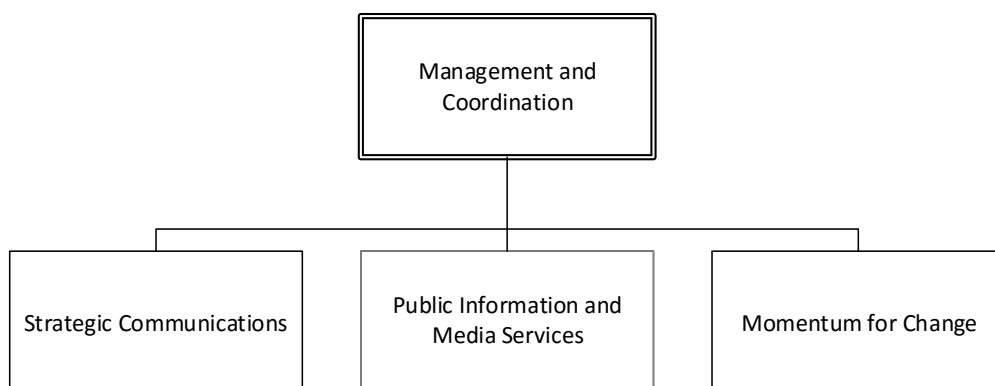 Management and
Coordination
Strategic Communications
Public Information and
Media Services
Momentum for Change